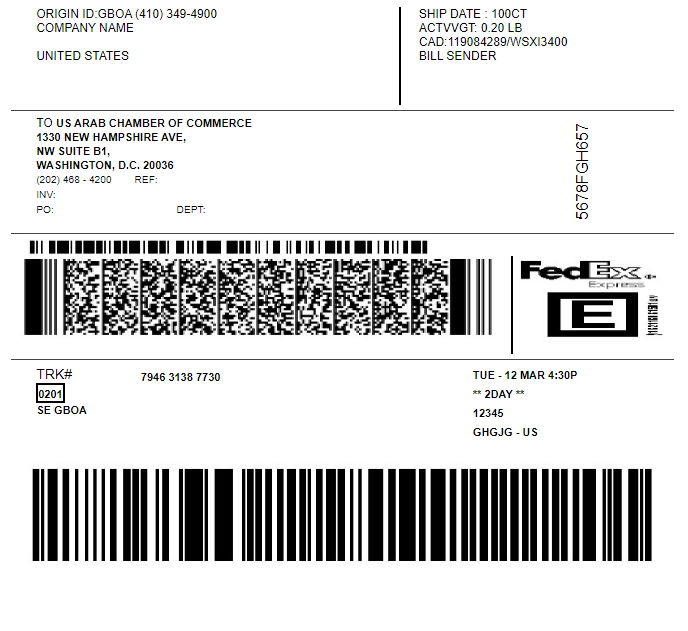 ORIGIN ID:GBOA (410) 349-4900
COMPANY NAME
UNITED STATES
SHIP DATE : 100CT
ACTVVGT: 0.20 LB
CAD:119084289/WSXI3400
BILL SENDER
TO US ARAB CHAMBER OF COMMERCE
1330 NEW HAMPSHIRE AVE,
NW SUITE B1,
WASHINGTON, D.C. 20036
(202) 468 - 4200 REF:
INV:
PO: DEPT:
5678FGH657
FedEx
Express
E
TRK#
7946 3138 7730
0201
SE GBOA
TUE - 12 MAR 4:30P
** 2DAY **
12345
GHGJG - US